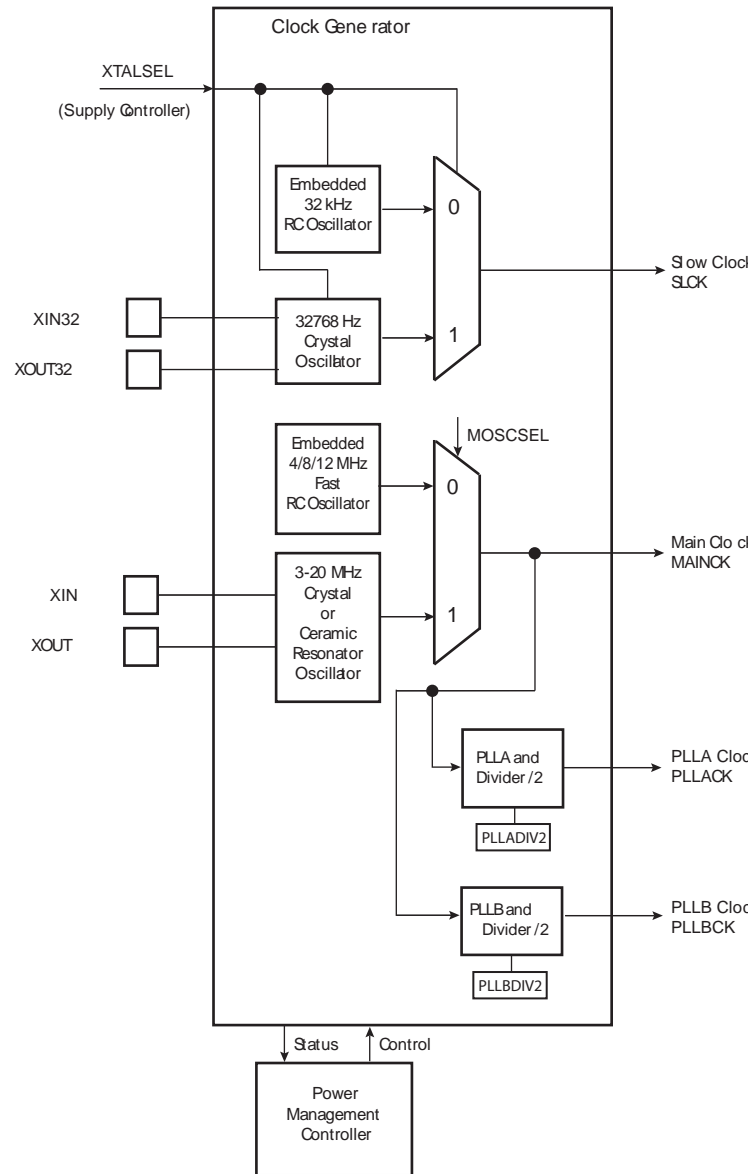 Clock Generator
XTALSEL
(Supply Controller)
Embedded
32 kHz
RC Oscillator
0
Slow Clock
SLCK
XIN32
32768 Hz
Crystal
Oscillator
1
XOUT32
MOSCSEL
Embedded
4/8/12 MHz
Fast
RC Oscillator
0
Main Clo cl
MAINCK
XIN
3-20 MHz
Crystal
or
Ceramic
Resonator
Oscillator
1
XOUT
PLLA and
Divider /2
PLLA Cloc
PLLACK
PLLADIV2
PLLB and
Divider /2
PLLB Cloc
PLLBCK
PLLBDIV2
Status
Control
Power
Management
Controller